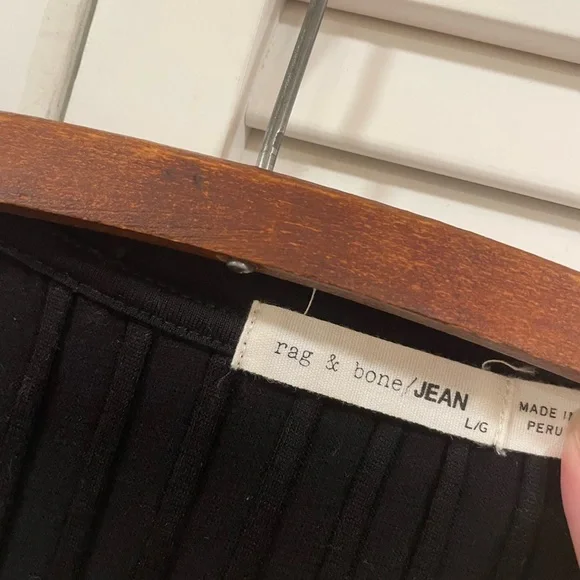 rag & bone/JEAN
L/G
MADE IN
PERU